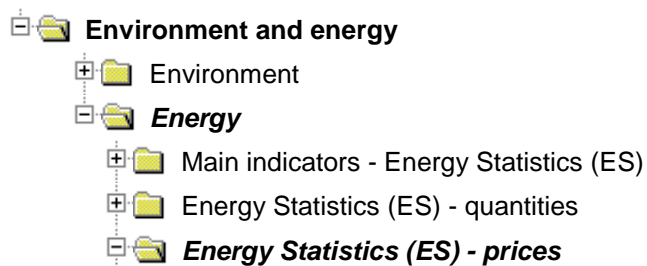 Environment and energy
Environment
Energy
Main indicators - Energy Statistics (ES)
Energy Statistics (ES) - quantities
Energy Statistics (ES) - prices